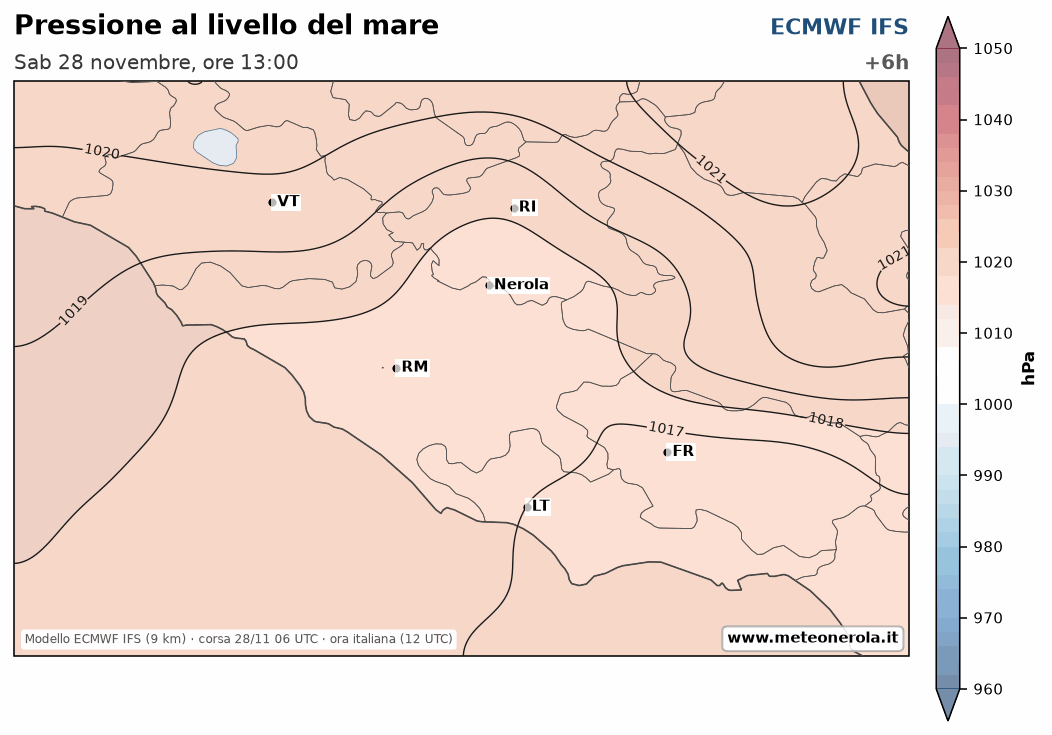 Pressione al livello del mare
ECMWF IFS
Sab 28 novembre, ore 13:00
+6h
1050
1040
1030
1020
1010
1000
990
980
970
960
hPa
1020
1021
VT
RI
1021
Nerola
1019
RM
1018
1017
FR
LT
Modello ECMWF IFS (9 km) · corsa 28/11 06 UTC · ora italiana (12 UTC)
www.meteonerola.it